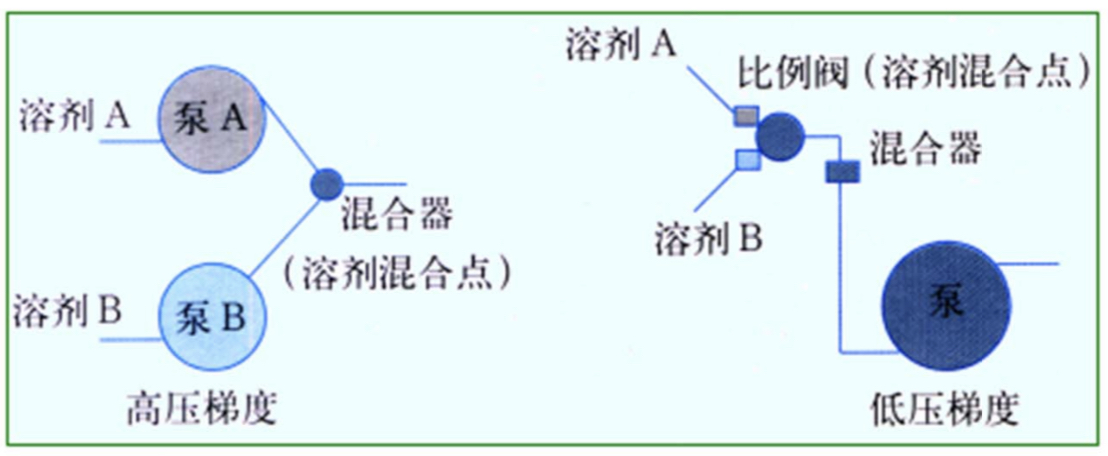 溶剂 A
泵 A
混合器
(溶剂混合点)
溶剂 B
泵 B
高压梯度
溶剂 A
比例阀(溶剂混合点)
混合器
溶剂 B
泵
低压梯度